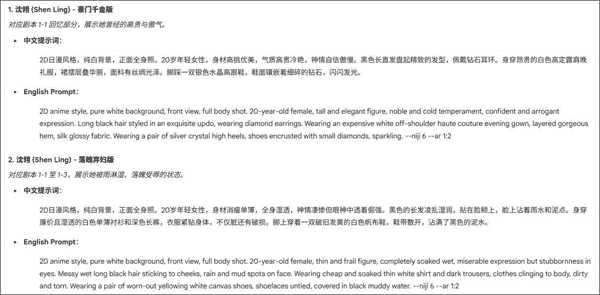 1. 沈翎 (Shen Ling) - 豪门千金版
对应剧本 1-1 回忆部分，展示她曾经的高贵与傲气。
• 中文提示词：
2D日漫风格，纯白背景，正面全身照。20岁年轻女性，身材高挑优美，气质高贵冷艳，神情自信傲慢。黑色长直发盘起精致的发型，佩戴钻石耳环。身穿昂贵的白色高定露肩晚
礼服，裙摆层叠华丽，面料有丝绸光泽。脚踩一双银色水晶高跟鞋，鞋面镶嵌着细碎的钻石，闪闪发光。
• English Prompt：
2D anime style, pure white background, front view, full body shot. 20-year-old female, tall and elegant figure, noble and cold temperament, confident and arrogant
expression. Long black hair styled in an exquisite updo, wearing diamond earrings. Wearing an expensive white off-shoulder haute couture evening gown, layered gorgeous
hem, silk glossy fabric. Wearing a pair of silver crystal high heels, shoes encrusted with small diamonds, sparkling. --niji 6 --ar 1:2
2. 沈翎 (Shen Ling) - 落魄弃妇版
对应剧本 1-1 至 1-3，展示她被雨淋湿、落魄受辱的状态。
• 中文提示词：
2D日漫风格，纯白背景，正面全身照。20岁年轻女性，身材消瘦单薄，全身湿透，神情凄惨但眼神中透着倔强。黑色的长发凌乱湿润，贴在脸颊上，脸上沾着雨水和泥点。身穿
廉价且湿透的白色单薄衬衫和深色长裤，衣服紧贴身体，不仅脏还有破损。脚上穿着一双破旧发黄的白色帆布鞋，鞋带散开，沾满了黑色的泥水。
• English Prompt：
2D anime style, pure white background, front view, full body shot. 20-year-old female, thin and frail figure, completely soaked wet, miserable expression but stubbornness in
eyes. Messy wet long black hair sticking to cheeks, rain and mud spots on face. Wearing cheap and soaked thin white shirt and dark trousers, clothes clinging to body, dirty
and torn. Wearing a pair of worn-out yellowing white canvas shoes, shoelaces untied, covered in black muddy water. --niji 6 --ar 1:2